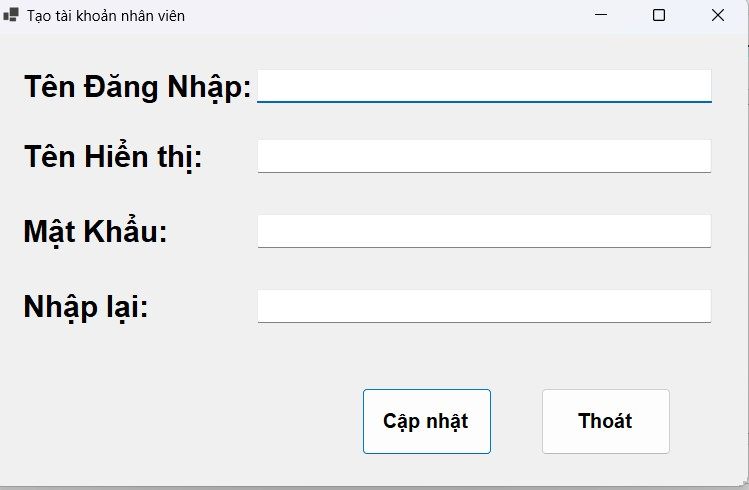 Tạo tài khoản nhân viên
Tên Đăng Nhập:
Tên Hiển thị:
Mật Khẩu:
Nhập lại:
Cập nhật Thoát